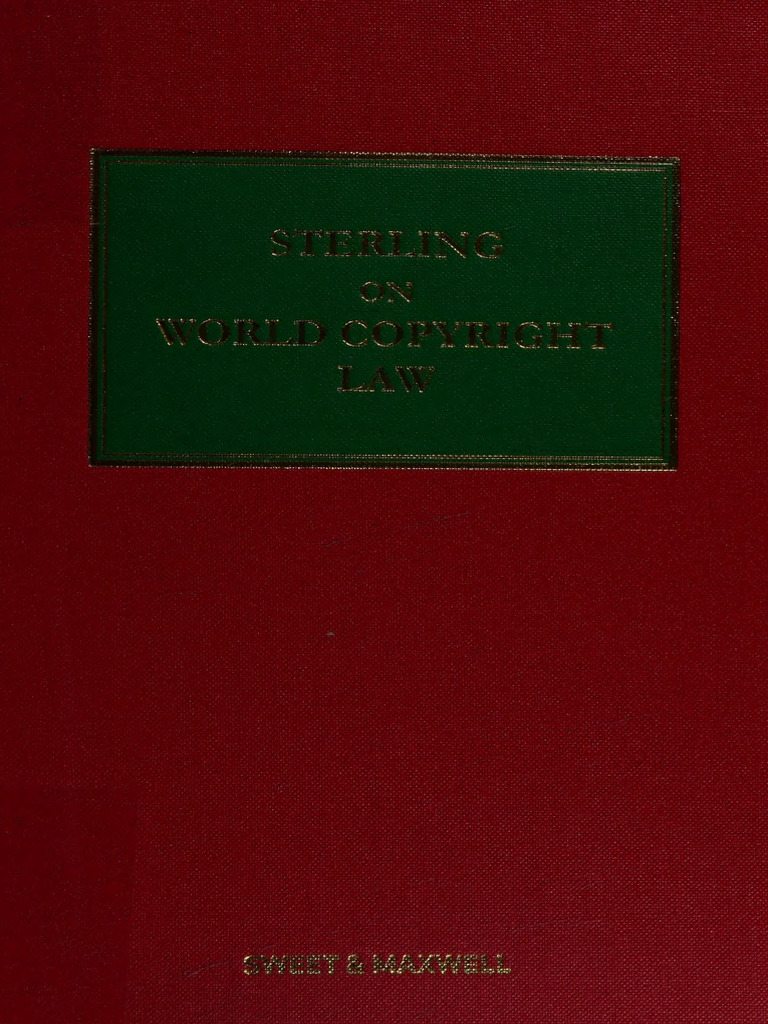 STERLING
ON
WORLD COPYRIGHT
LAW
SWEET & MAXWELL